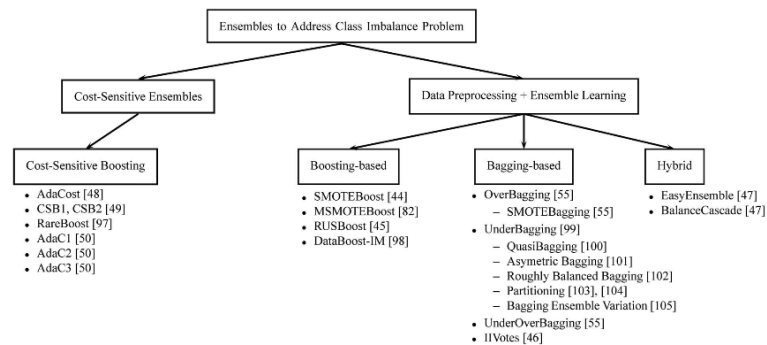 Ensembles to Address Class Imbalance Problem
Cost-Sensitive Ensembles
Data Preprocessing + Ensemble Learning
Cost-Sensitive Boosting
• AdaCost [48]
• CSB1, CSB2 [49]
• RareBoost [97]
• AdaC1 [50]
• AdaC2 [50]
• AdaC3 [50]
Boosting-based
• SMOTEBoost [44]
• MSMOTEBoost [82]
• RUSBoost [45]
• DataBoost-IM [98]
Bagging-based
• OverBagging [55]
– SMOTEBagging [55]
• UnderBagging [99]
– QuasiBagging [100]
– Asymetric Bagging [101]
– Roughly Balanced Bagging [102]
– Partitioning [103], [104]
– Bagging Ensemble Variation [105]
• UnderOverBagging [55]
• IIVotes [46]
Hybrid
• EasyEnsemble [47]
• BalanceCascade [47]